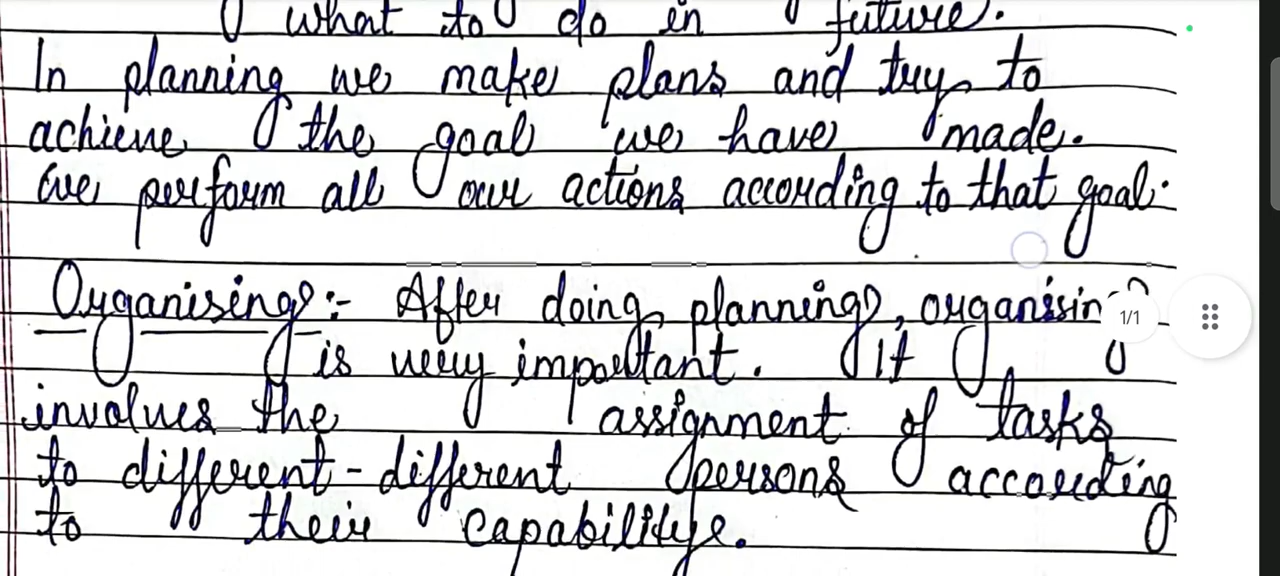 what to do in future.
In planning we make plans and try to
achieve the goal we have made.
We perform all our actions according to that goal.
Organising:- After doing planning, organising
1/1
is very important. It
involves the assignment of tasks
to different-different persons according
to their capability.